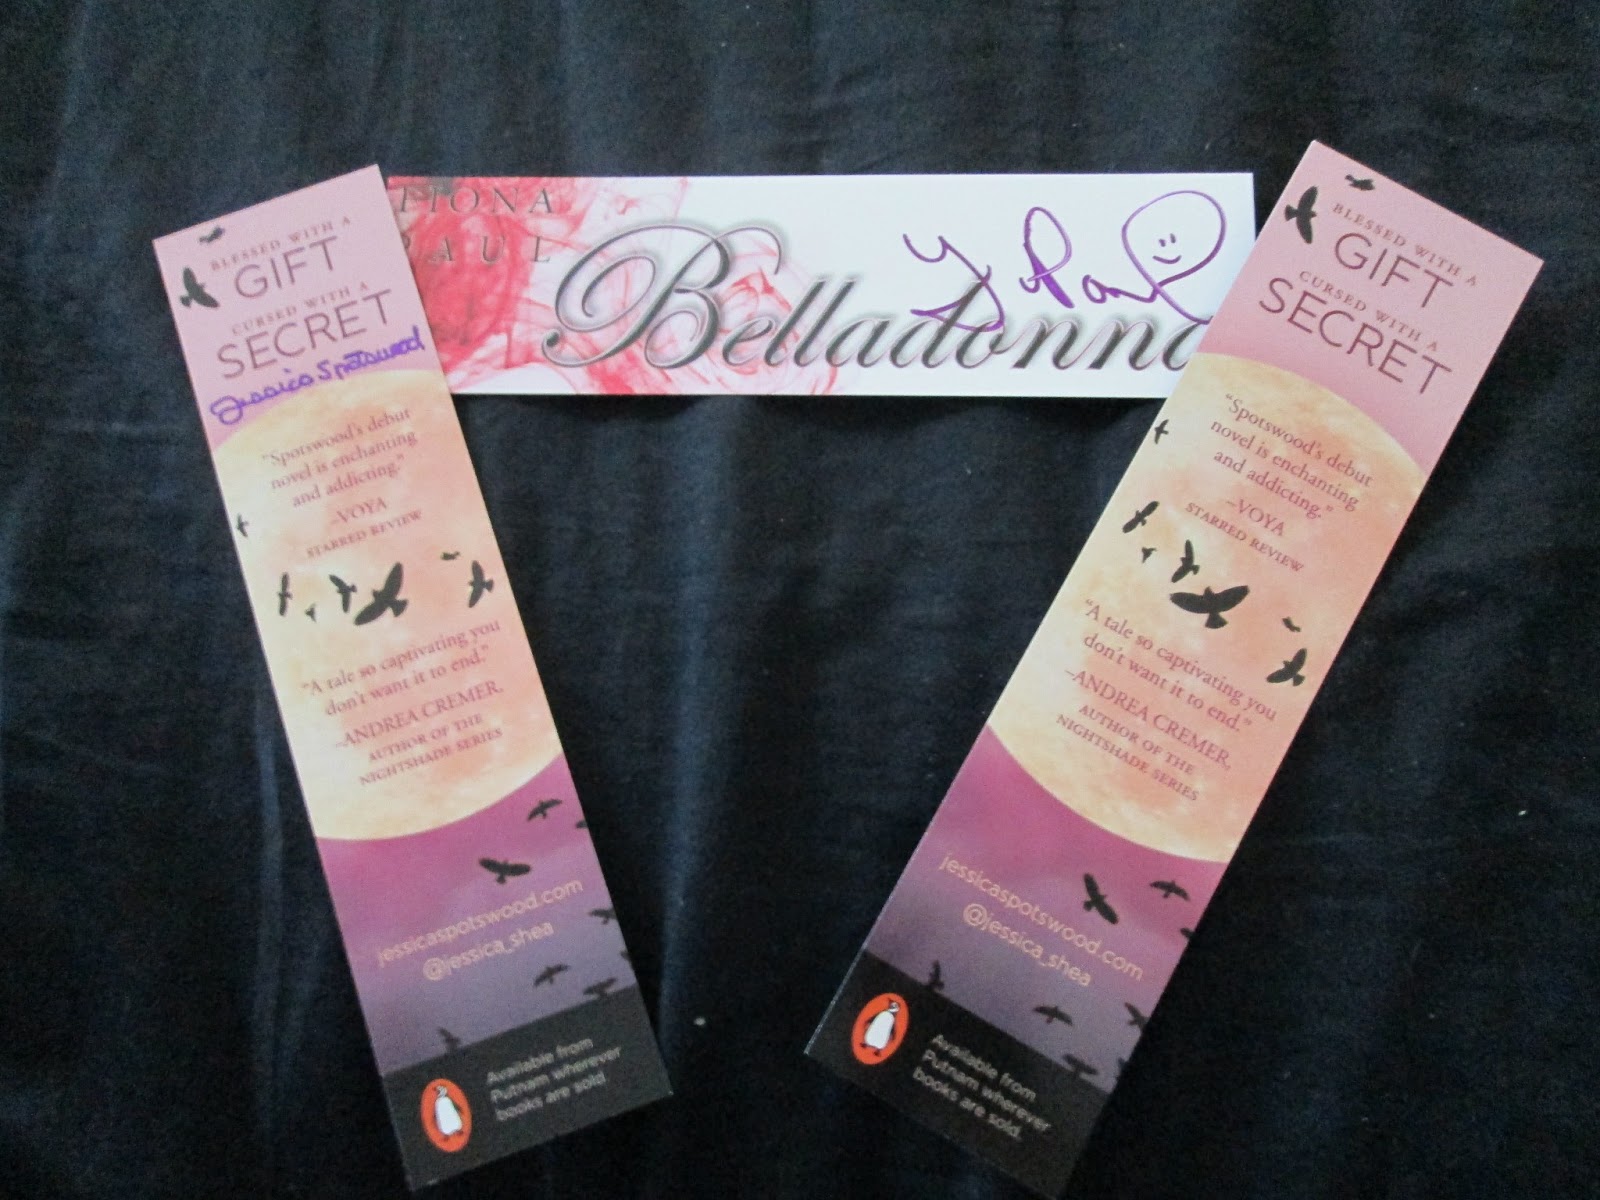 BLESSED WITH A
GIFT
CURSED WITH A
SECRET
Jessica Spotswood
"Spotswood's debut
novel is enchanting
and addicting."
–VOYA
STARRED REVIEW
"A tale so captivating you
don't want it to end."
–ANDREA CREMER,
AUTHOR OF THE
NIGHTSHADE SERIES
jessicaspotswood.com
@jessica_shea
Available from
Putnam wherever
books are sold.
FIONA
PAUL
Belladonna
BLESSED WITH A
GIFT
CURSED WITH A
SECRET
"Spotswood's debut
novel is enchanting
and addicting."
–VOYA
STARRED REVIEW
"A tale so captivating you
don't want it to end."
–ANDREA CREMER,
AUTHOR OF THE
NIGHTSHADE SERIES
jessicaspotswood.com
@jessica_shea
Available from
Putnam wherever
books are sold.